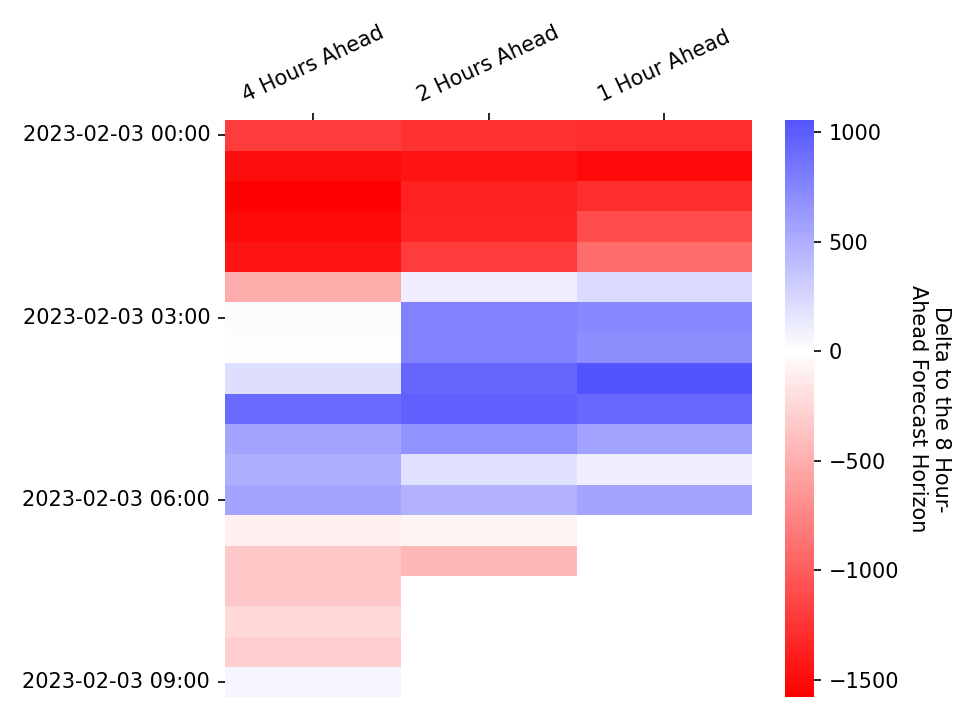 4 Hours Ahead
2 Hours Ahead
1 Hour Ahead
2023-02-03 00:00
2023-02-03 03:00
2023-02-03 06:00
2023-02-03 09:00
1000
500
0
−500
−1000
−1500
Delta to the 8 Hour-
Ahead Forecast Horizon